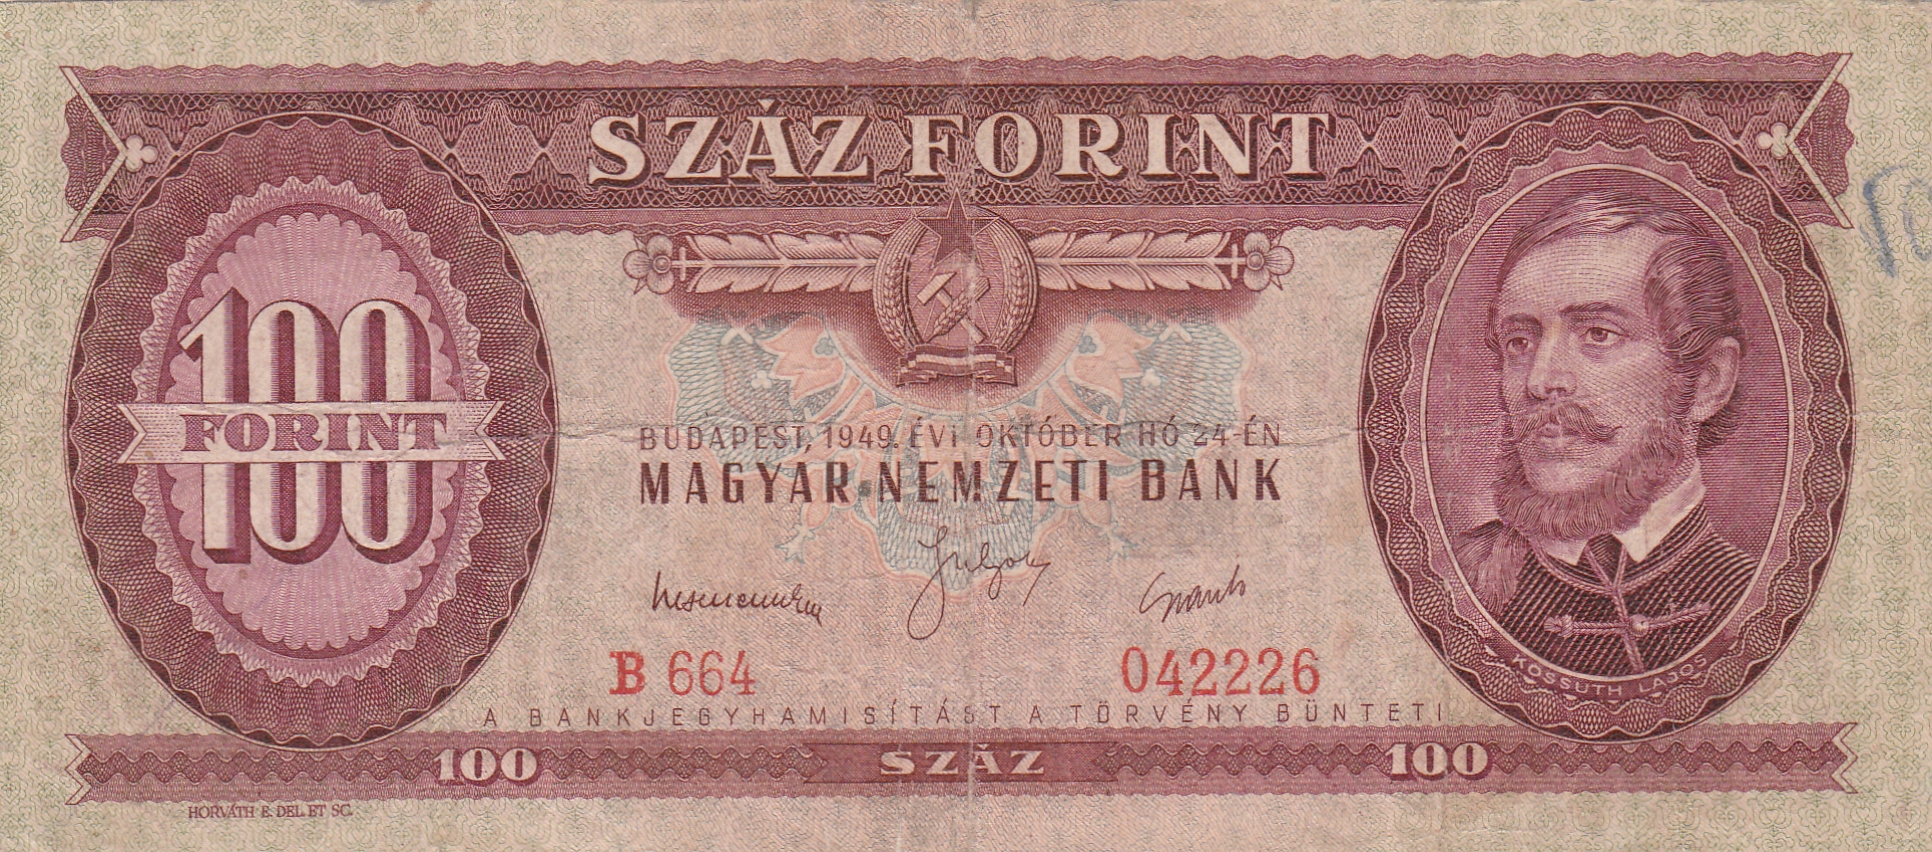 SZÁZ FORINT
100
FORINT
BUDAPEST, 1949. ÉVI OKTÓBER HÓ 24-ÉN
MAGYAR NEMZETI BANK
B 664 042226
KOSSUTH LAJOS
A BANKJEGYHAMISÍTÁST A TÖRVÉNY BÜNTETI
100 SZÁZ 100
HORVÁTH E. DEL. ET SC.